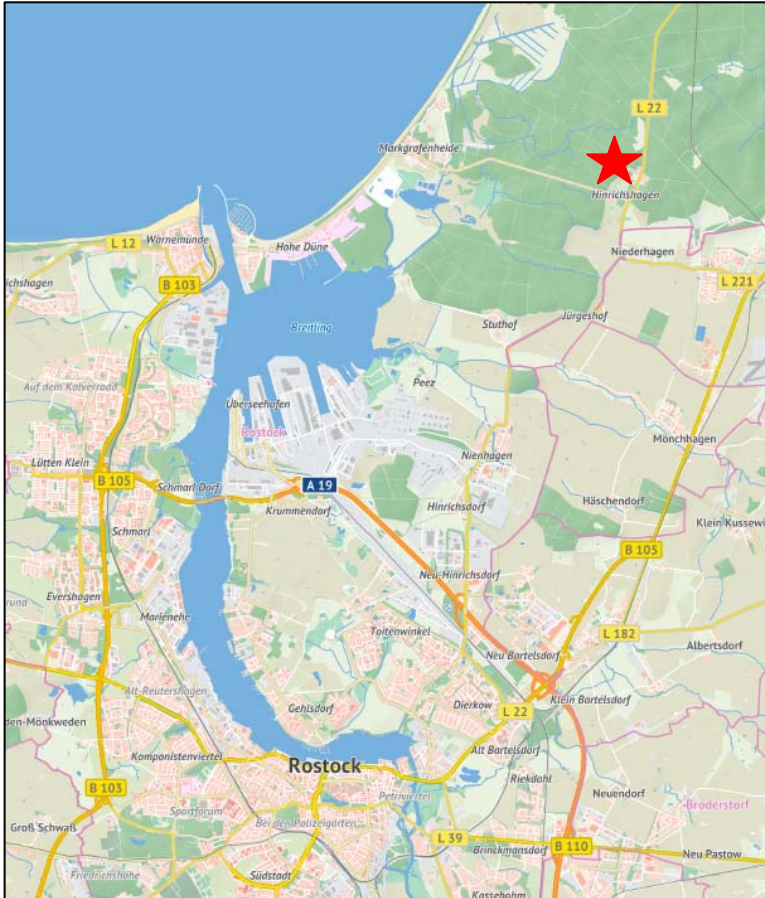 L 22
Markgrafenheide
Hinrichshagen
L 12
Warnemünde
Hohe Düne
Niederhagen
ichshagen
B 103
L 221
Breitling
Stuthof
Jürgeshof
Auf dem Kalverraad
Peez
Überseehafen
Rostock
Mönchhagen
Nienhagen
Lütten Klein
B 105
Schmarl Dorf
A 19
Krummendorf
Hinrichsdorf
Häschendorf
Klein Kussewi
Schmarl
B 105
Neu-Hinrichsdorf
Evershagen
rund
Marienehe
Toitenwinkel
L 182
Albertsdorf
Neu Bartelsdorf
Alt-Reutershagen
Gehlsdorf
Dierkow
Klein Bartelsdorf
L 22
den-Mönkweden
Komponistenviertel
Rostock
Alt Bartelsdorf
Riekdahl
B 103
Petriviertel
Neuendorf
Broderstorf
Sportforum
Bei den Polizeigärten
Groß Schwaß
L 39
Brinckmansdorf
B 110
Neu Pastow
Friedrichshöhe
Südstadt
Kassebohm